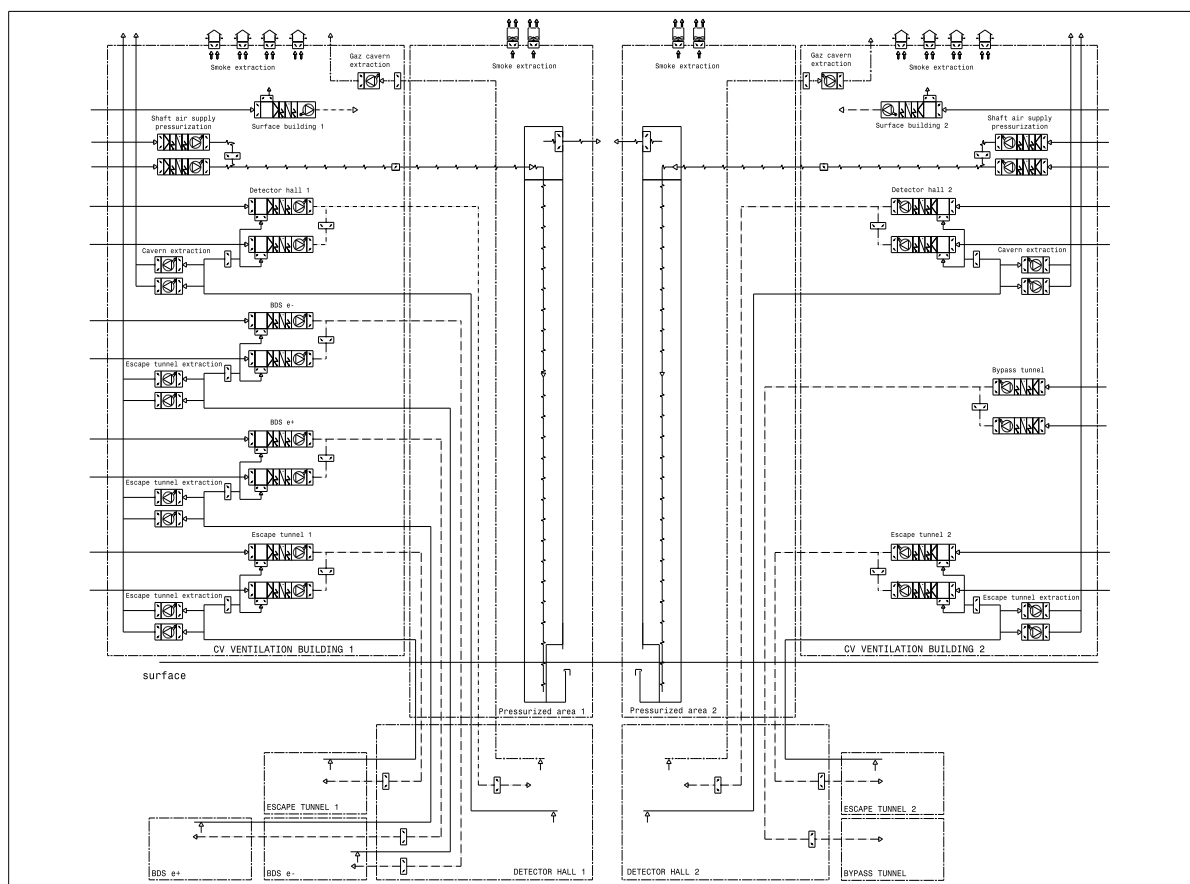 Smoke extraction
Gaz cavern
extraction
Smoke extraction
Smoke extraction
Gaz cavern
extraction
Smoke extraction
Surface building 1
Surface building 2
Shaft air supply
pressurization
Shaft air supply
pressurization
Detector hall 1
Detector hall 2
Cavern extraction
Cavern extraction
BDS e-
Escape tunnel extraction
Bypass tunnel
BDS e+
Escape tunnel extraction
Escape tunnel 1
Escape tunnel 2
Escape tunnel extraction
Escape tunnel extraction
CV VENTILATION BUILDING 1
CV VENTILATION BUILDING 2
surface
Pressurized area 1
Pressurized area 2
ESCAPE TUNNEL 1
ESCAPE TUNNEL 2
BDS e+
BDS e-
DETECTOR HALL 1
DETECTOR HALL 2
BYPASS TUNNEL